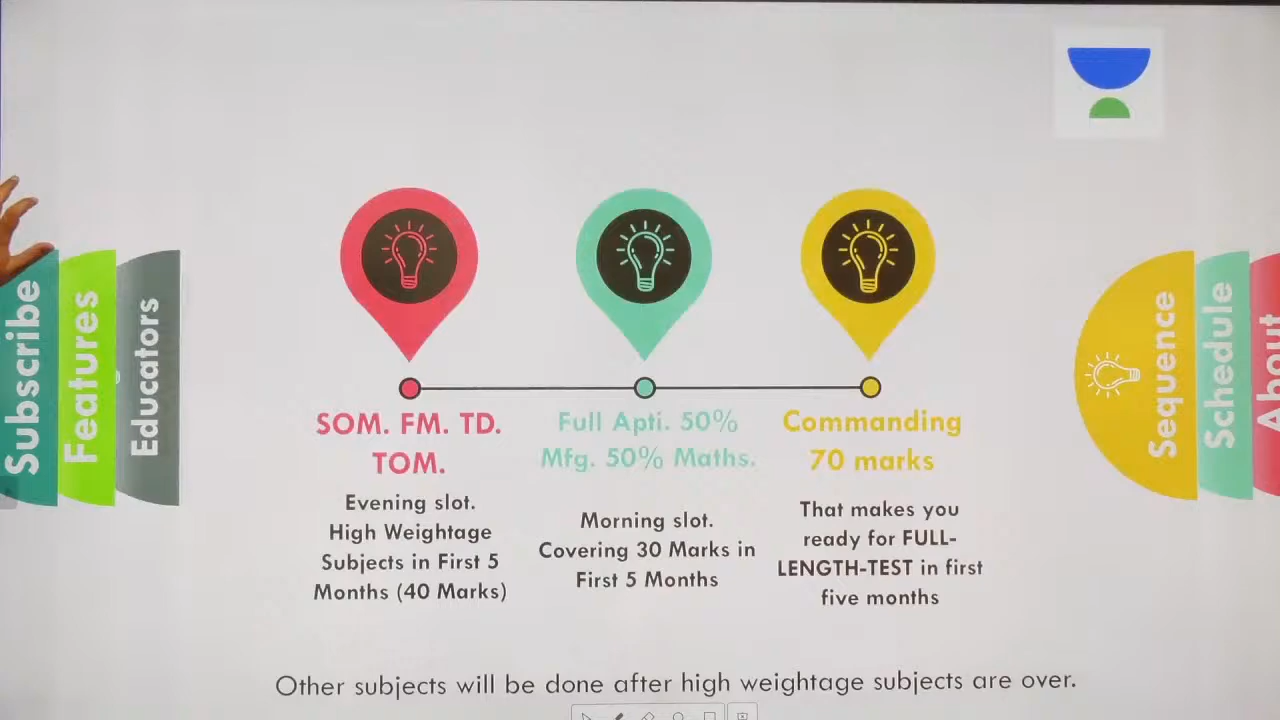 Subscribe
Features
Educators
SOM. FM. TD.
TOM.
Evening slot.
High Weightage
Subjects in First 5
Months (40 Marks)
Full Apti. 50%
Mfg. 50% Maths.
Morning slot.
Covering 30 Marks in
First 5 Months
Commanding
70 marks
That makes you
ready for FULL-
LENGTH-TEST in first
five months
Sequence
Schedule
About
Other subjects will be done after high weightage subjects are over.